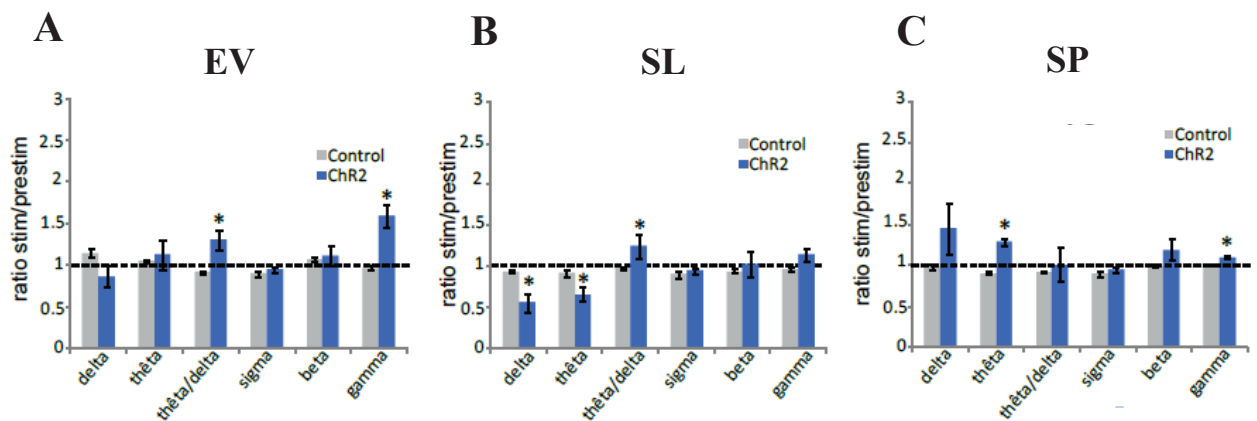 A
EV
ratio stim/prestim
3
2.5
2
1.5
1
0.5
0
Control
ChR2
*
*
delta
thêta
thêta/delta
sigma
beta
gamma
B
SL
ratio stim/prestim
3
2.5
2
1.5
1
0.5
0
Control
ChR2
*
*
*
delta
thêta
thêta/delta
sigma
beta
gamma
C
SP
ratio stim/prestim
3
2.5
2
1.5
1
0.5
0
Control
ChR2
*
*
delta
thêta
thêta/delta
sigma
beta
gamma